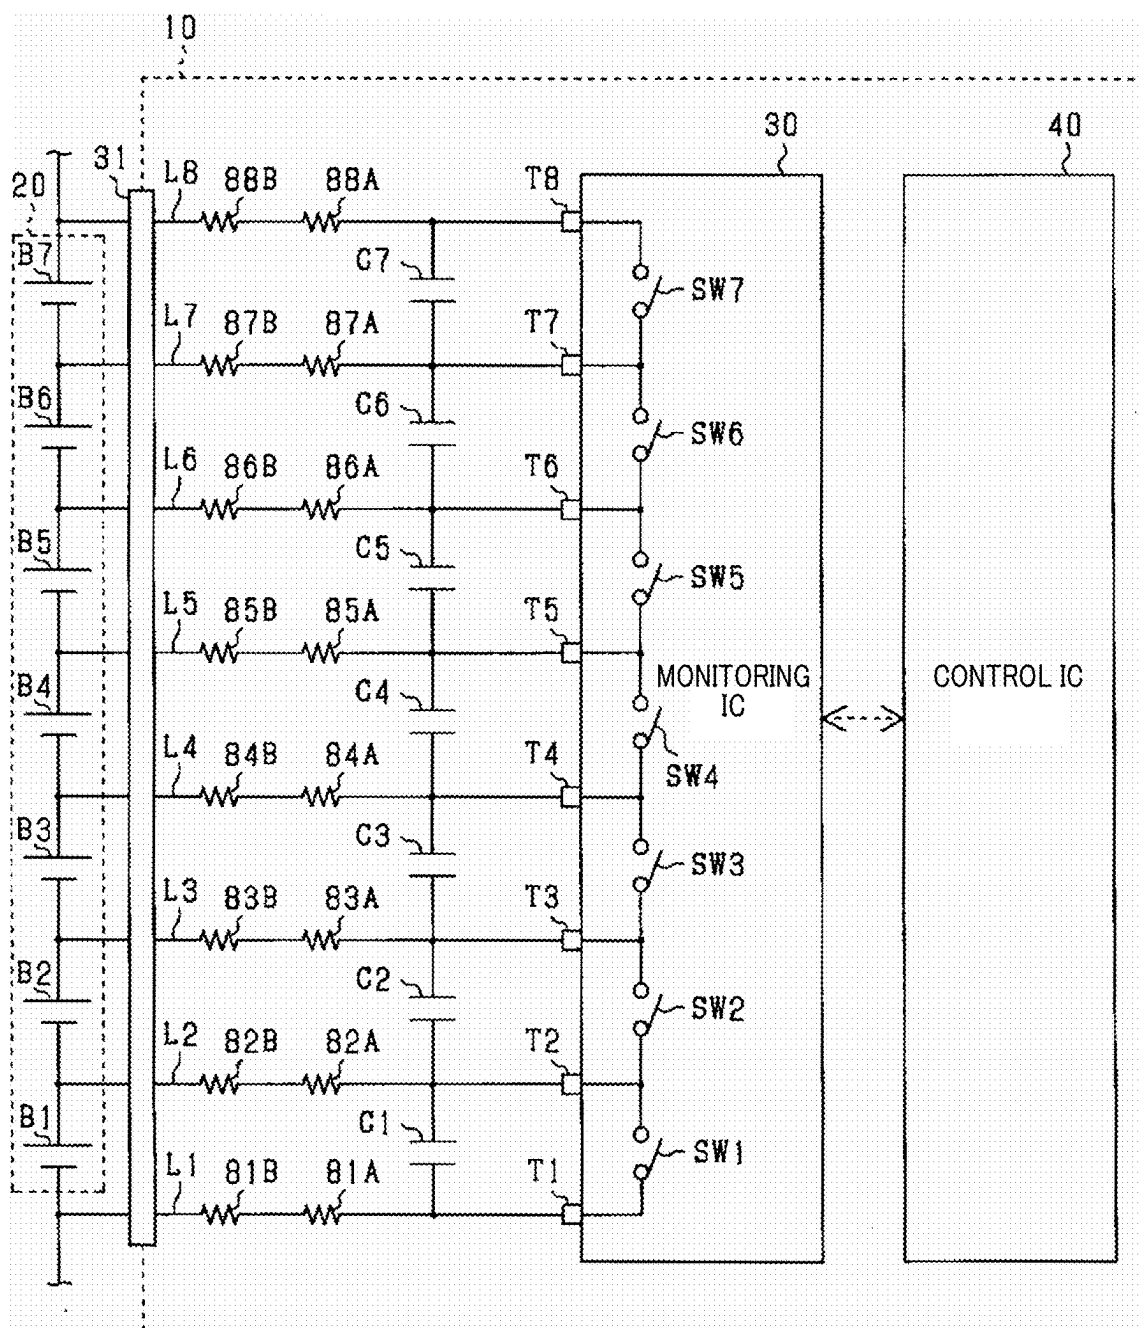 10
30
40
31
L8
88B
88A
T8
20
B7
C7
SW7
L7
87B
87A
T7
B6
C6
SW6
L6
86B
86A
T6
B5
C5
SW5
L5
85B
85A
T5
MONITORING
IC
CONTROL IC
B4
C4
SW4
L4
84B
84A
T4
B3
C3
SW3
L3
83B
83A
T3
B2
C2
SW2
L2
82B
82A
T2
B1
C1
SW1
L1
81B
81A
T1